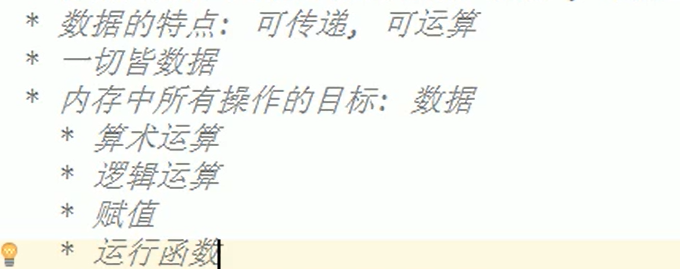 * 数据的特点: 可传递, 可运算
* 一切皆数据
* 内存中所有操作的目标: 数据
* 算术运算
* 逻辑运算
* 赋值
* 运行函数